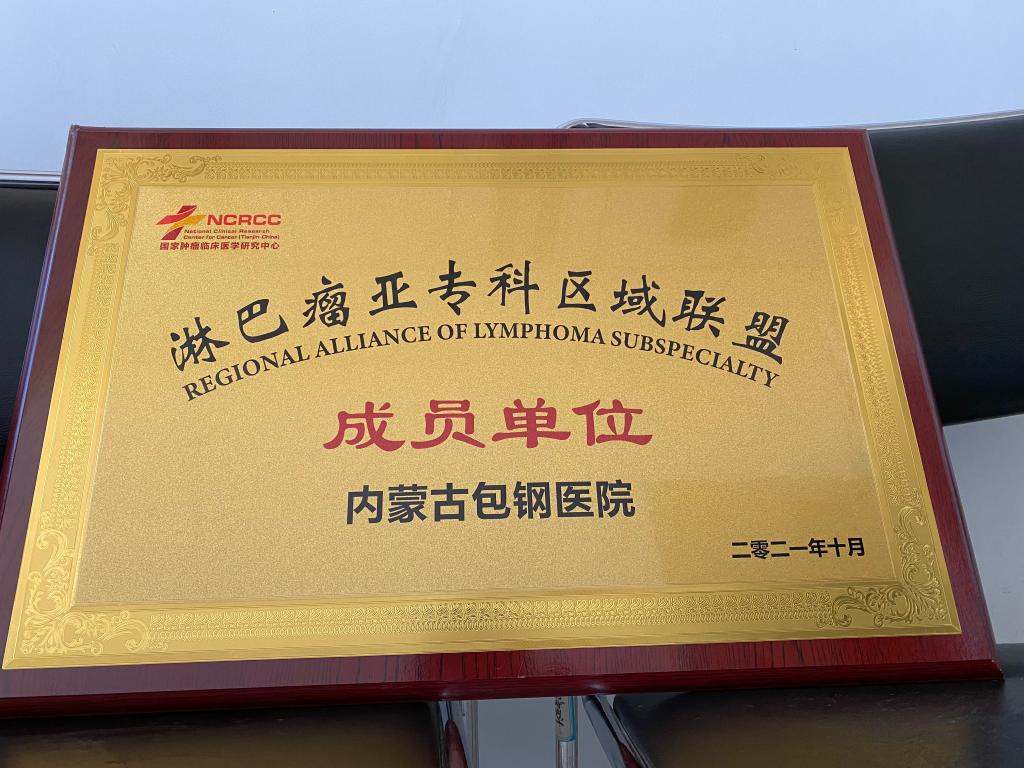 NCRCC
National Clinical Research
Center for Cancer (Tianjin·China)
国家肿瘤临床医学研究中心
淋巴瘤亚专科区域联盟
REGIONAL ALLIANCE OF LYMPHOMA SUBSPECIALTY
成员单位
内蒙古包钢医院
二零二一年十月